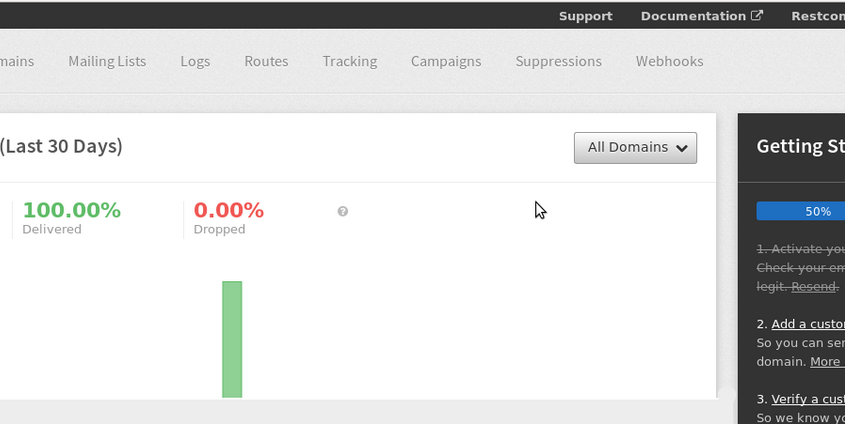 Support Documentation Restcom
mains Mailing Lists Logs Routes Tracking Campaigns Suppressions Webhooks
(Last 30 Days)
All Domains
Getting St
100.00%
Delivered
0.00%
Dropped
?
50%
1. Activate you
Check your em
legit. Resend.
2. Add a custo
So you can sen
domain. More
3. Verify a cust
So we know yo